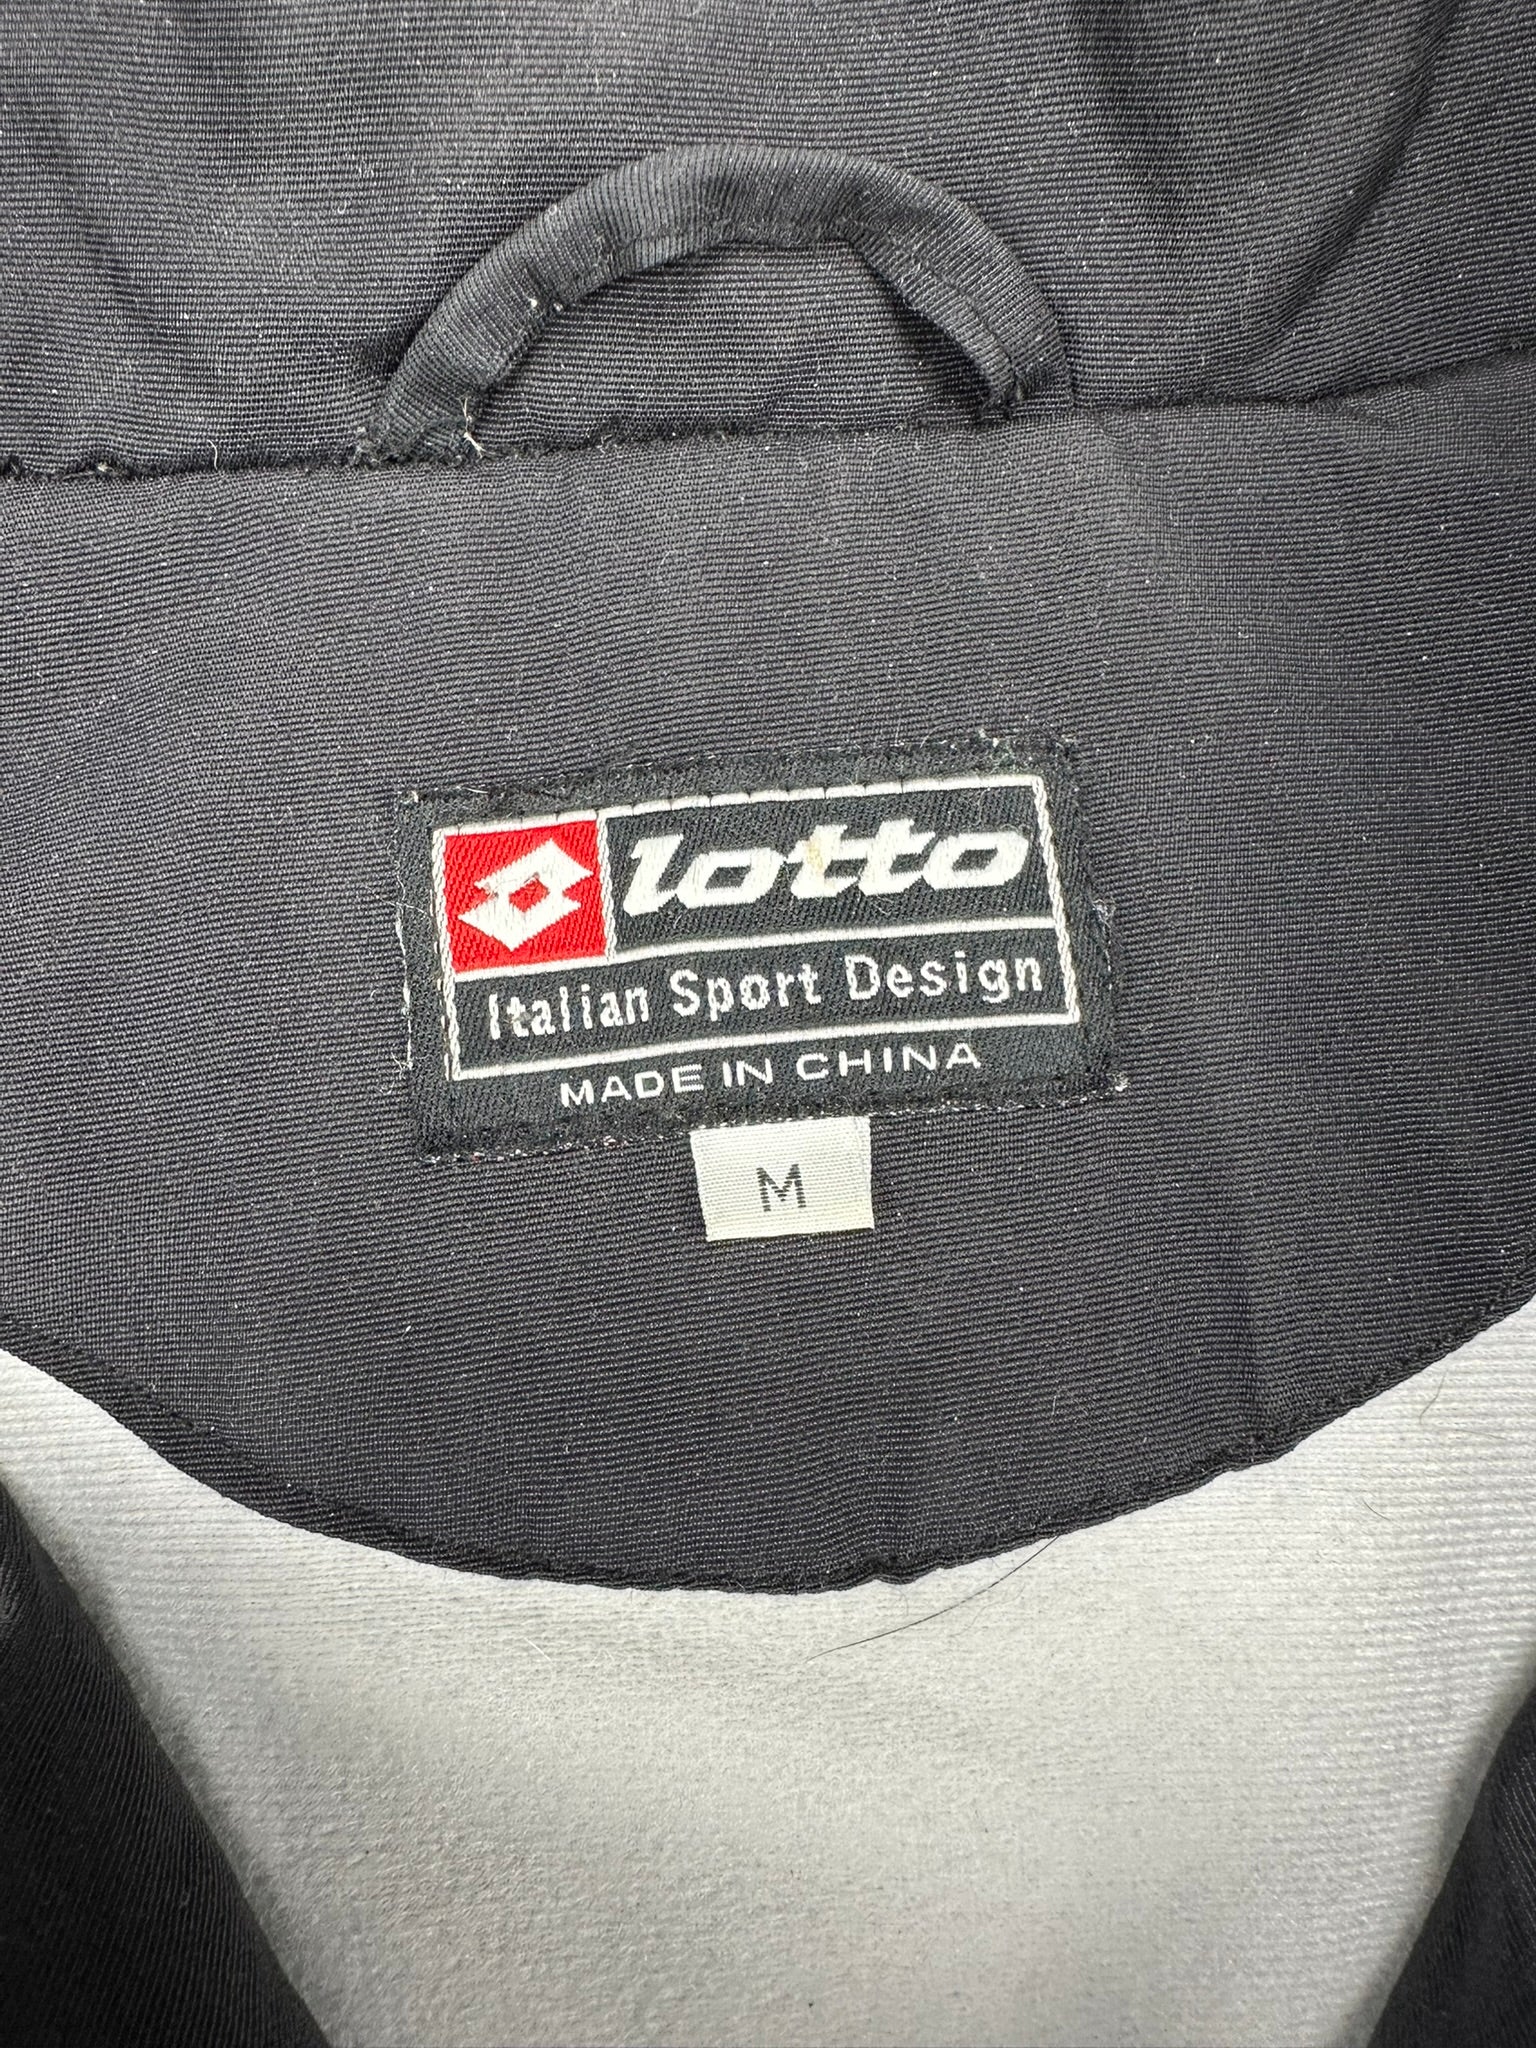 lotto
Italian Sport Design
MADE IN CHINA
M